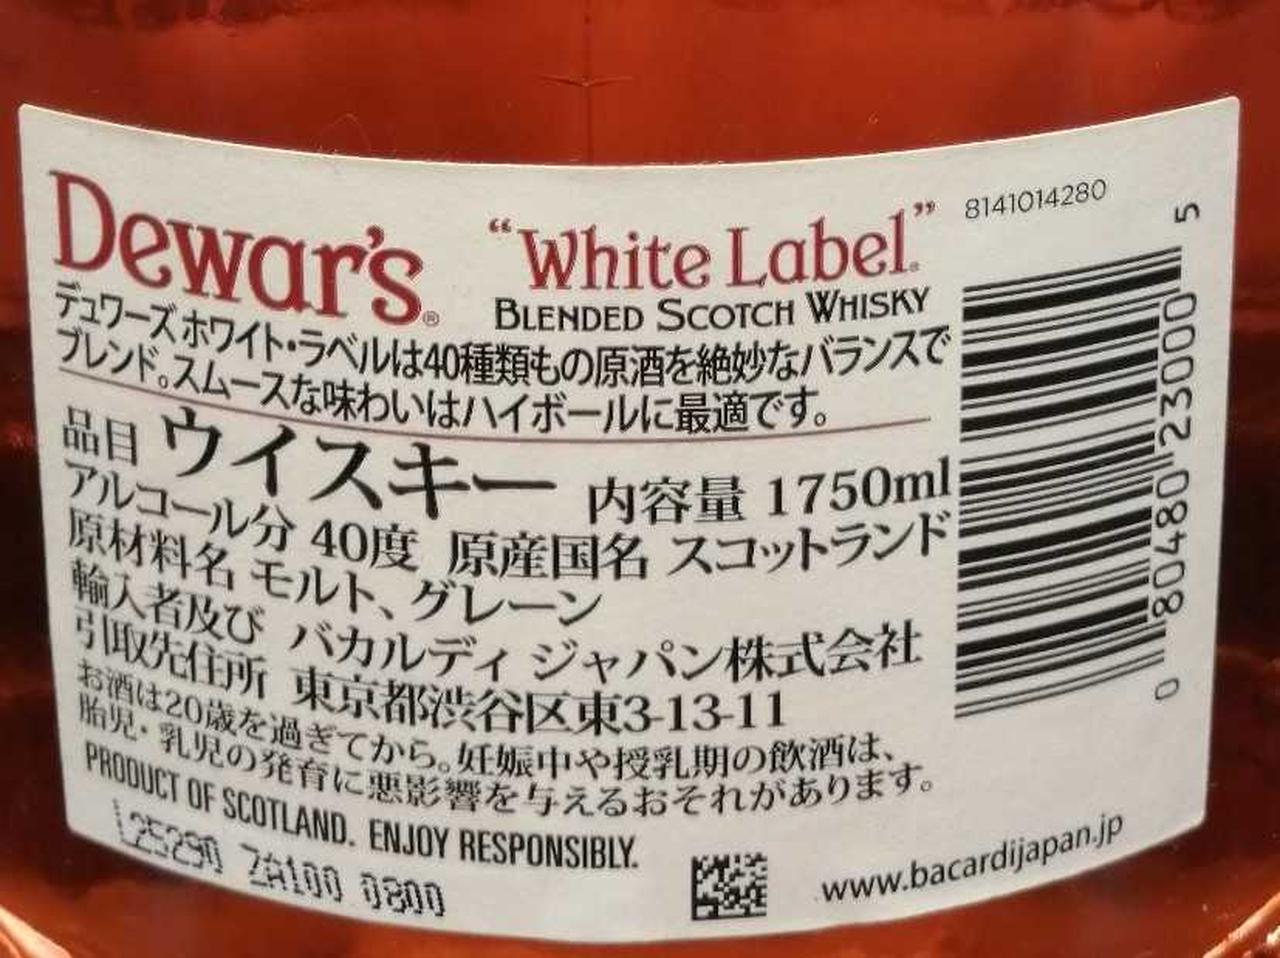 Dewar's® "White Label"®
BLENDED SCOTCH WHISKY
8141014280
デュワーズ ホワイト・ラベルは40種類もの原酒を絶妙なバランスで
ブレンド。スムースな味わいはハイボールに最適です。
品目 ウイスキー 内容量 1750ml
アルコール分 40度 原産国名 スコットランド
原材料名 モルト、グレーン
輸入者及び バカルディ ジャパン株式会社
引取先住所 東京都渋谷区東3-13-11
お酒は20歳を過ぎてから。妊娠中や授乳期の飲酒は、
胎児・乳児の発育に悪影響を与えるおそれがあります。
PRODUCT OF SCOTLAND. ENJOY RESPONSIBLY.
L25290 ZA100 0800
www.bacardijapan.jp
0 80480 23000 5